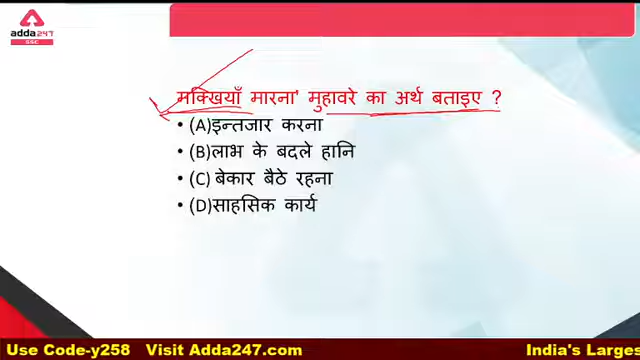 adda247
SSC
मक्खियाँ मारना' मुहावरे का अर्थ बताइए ?
• (A)इन्तजार करना
• (B)लाभ के बदले हानि
• (C) बेकार बैठे रहना
• (D)साहसिक कार्य
Use Code-y258 Visit Adda247.com India's Larges